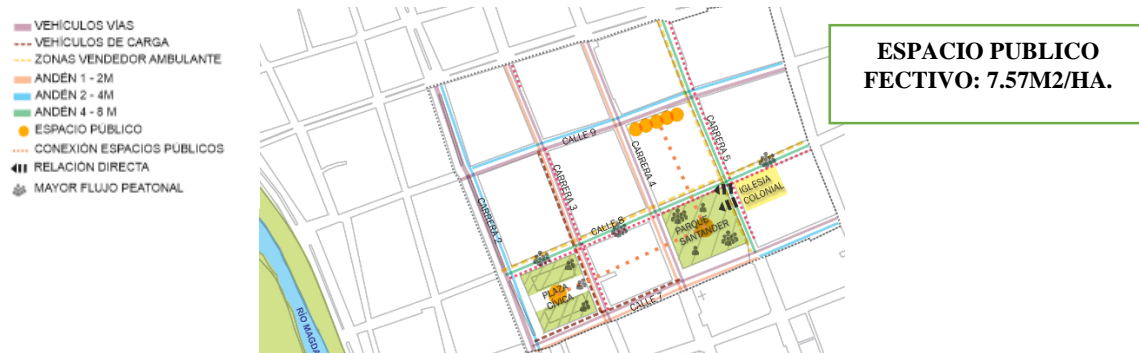 VEHÍCULOS VÍAS
VEHÍCULOS DE CARGA
ZONAS VENDEDOR AMBULANTE
ANDÉN 1 - 2M
ANDÉN 2 - 4M
ANDÉN 4 - 8 M
ESPACIO PÚBLICO
CONEXIÓN ESPACIOS PÚBLICOS
RELACIÓN DIRECTA
MAYOR FLUJO PEATONAL
ESPACIO PUBLICO
FECTIVO: 7.57M2/HA.
CALLE 9
CARRERA 5
CARRERA 4
CARRERA 3
CARRERA 2
IGLESIA
COLONIAL
CALLE 8
PARQUE
SANTANDER
PLAZA
CÍVICA
CALLE 7
RÍO MAGDA